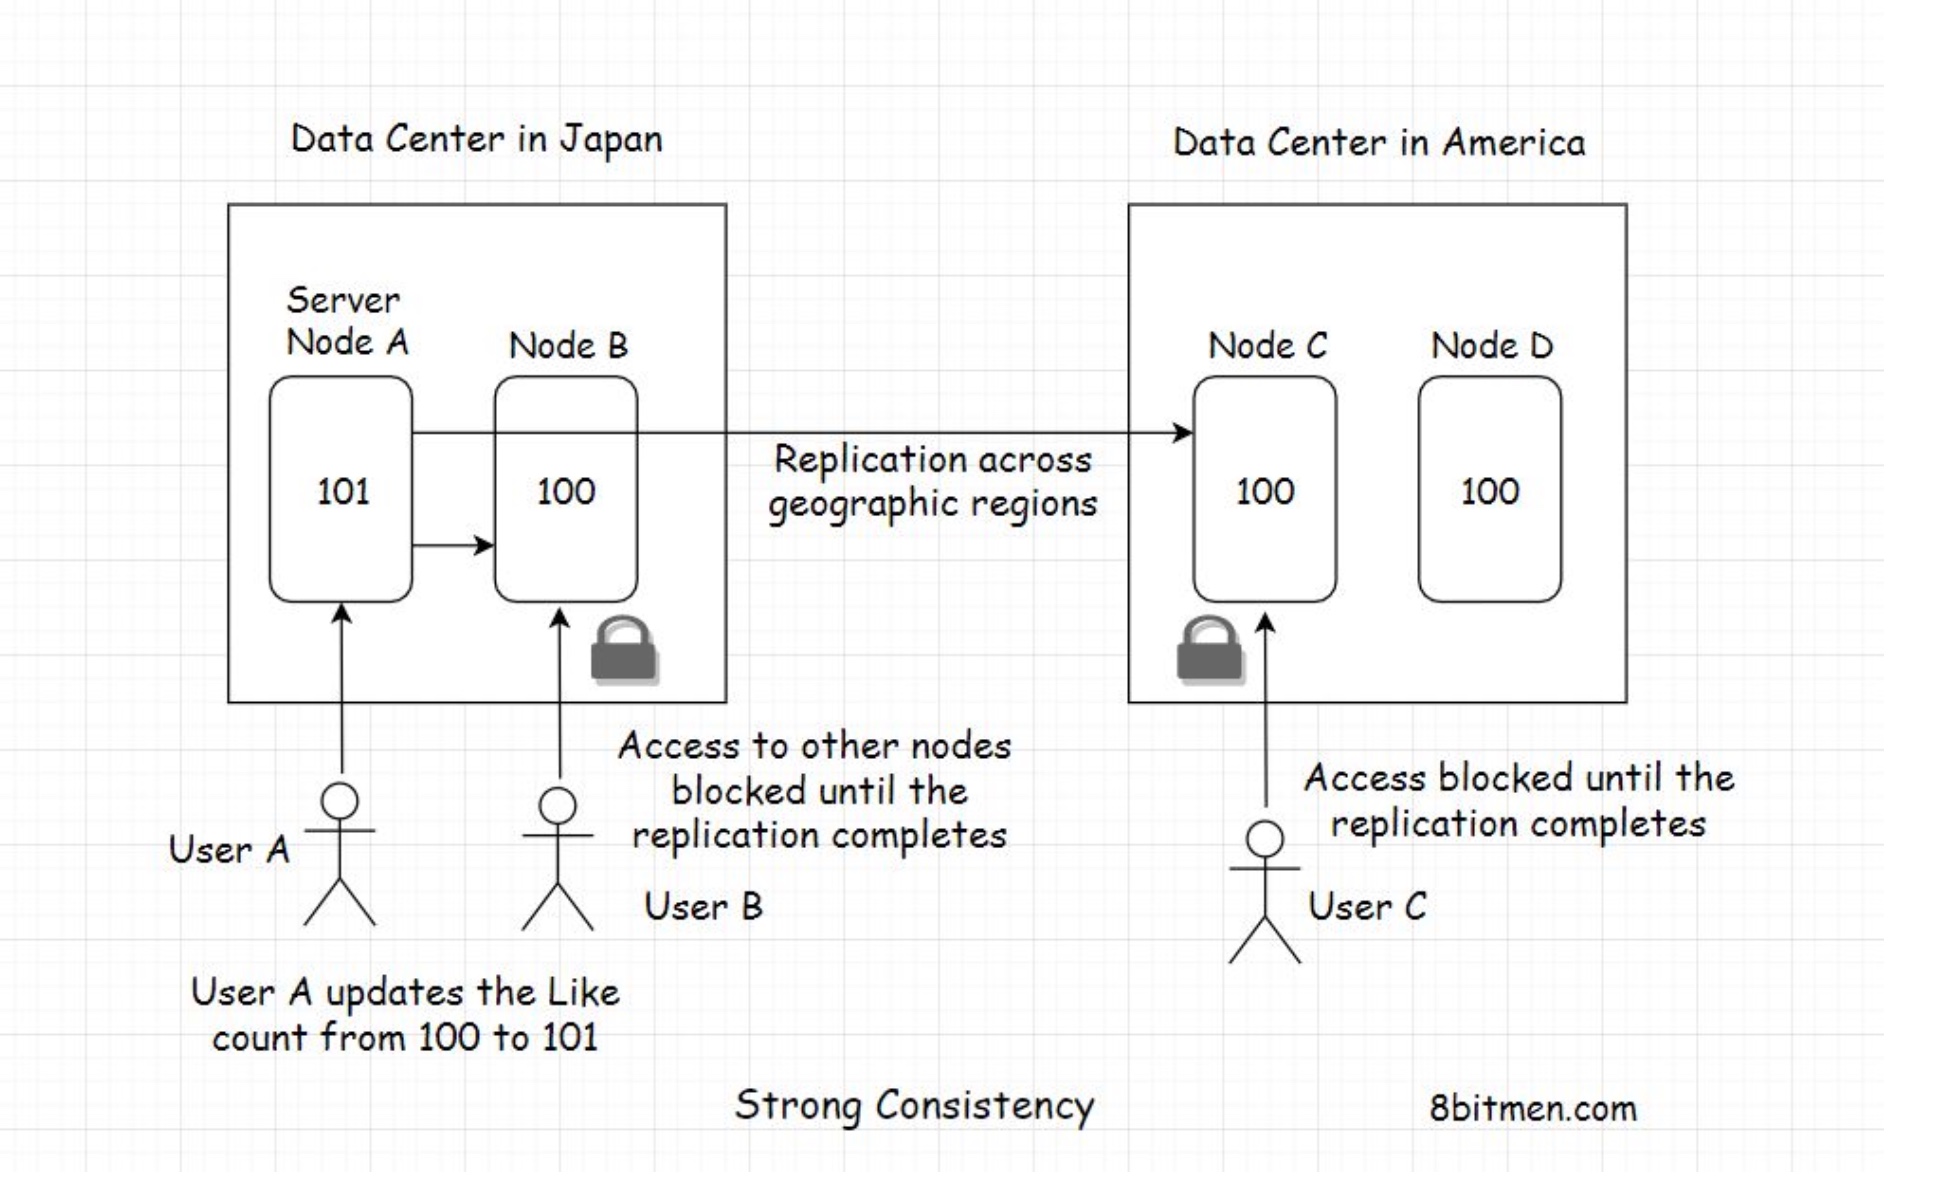 Data Center in Japan
Data Center in America
Server
Node A
Node B
Node C
Node D
101
100
100
100
Replication across
geographic regions
Access to other nodes
blocked until the
replication completes
Access blocked until the
replication completes
User A
User B
User C
User A updates the Like
count from 100 to 101
Strong Consistency
8bitmen.com